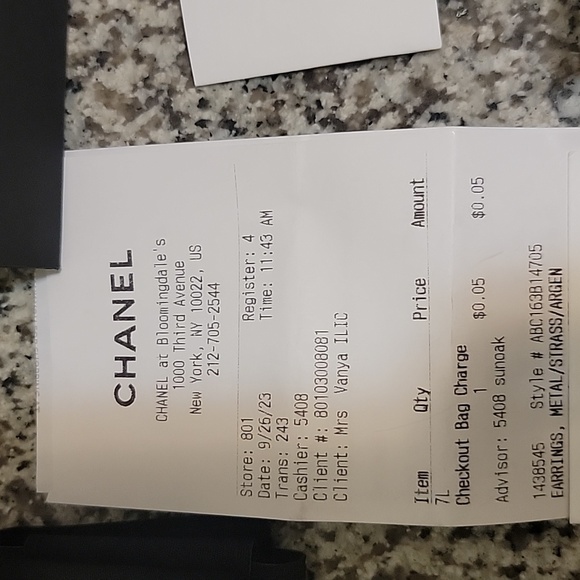 CHANEL
CHANEL at Bloomingdale's
1000 Third Avenue
New York, NY 10022, US
212-705-2544
Store: 801 Register: 4
Date: 9/26/23 Time: 11:43 AM
Trans: 243
Cashier: 5408
Client #: 80103008081
Client: Mrs Vanya ILIC
Item Qty Price Amount
7L
Checkout Bag Charge
1 $0.05 $0.05
Advisor: 5408 sunoak
1438545 Style # ABC163B14705
EARRINGS, METAL/STRASS/ARGEN